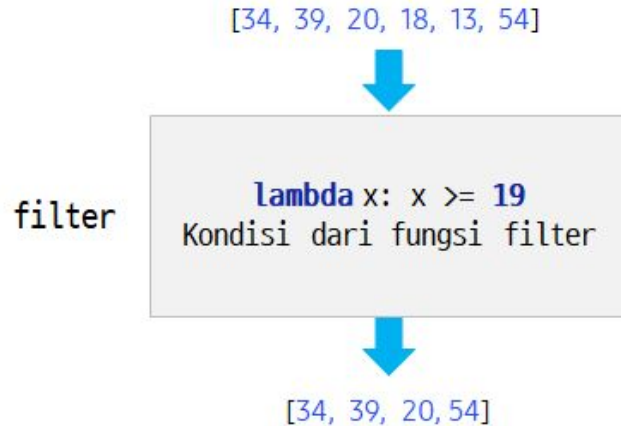 [34, 39, 20, 18, 13, 54]
lambda x: x >= 19
filter
Kondisi dari fungsi filter
[34, 39, 20, 54]